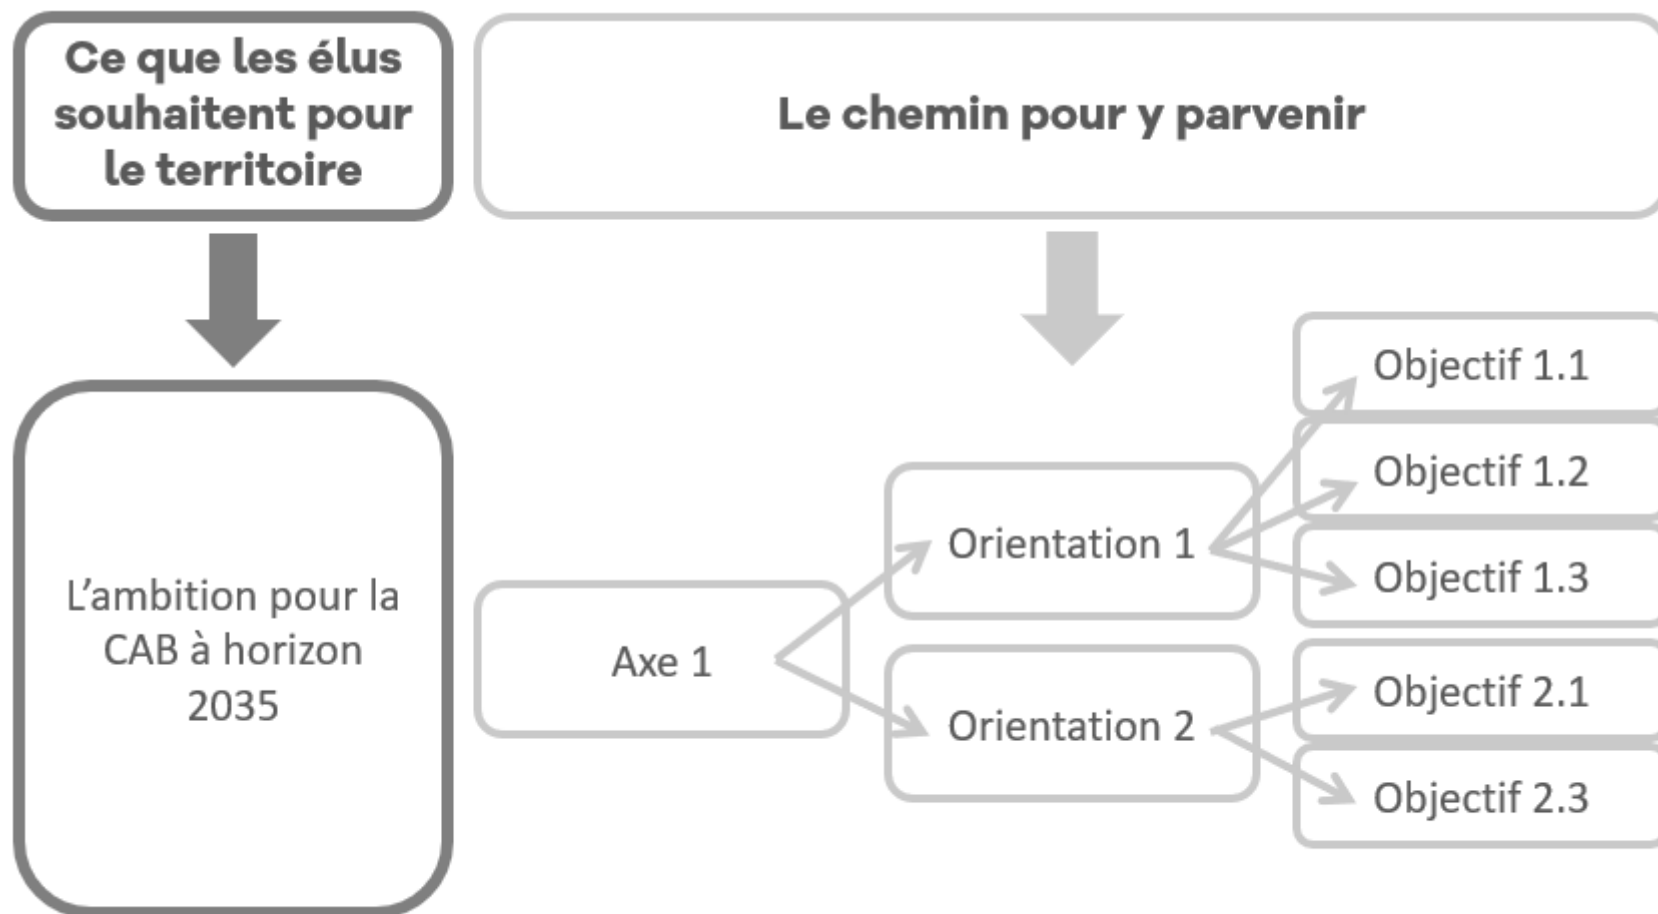 Ce que les élus
souhaitent pour
le territoire
Le chemin pour y parvenir
L’ambition pour la
CAB à horizon
2035
Axe 1
Orientation 1
Orientation 2
Objectif 1.1
Objectif 1.2
Objectif 1.3
Objectif 2.1
Objectif 2.3